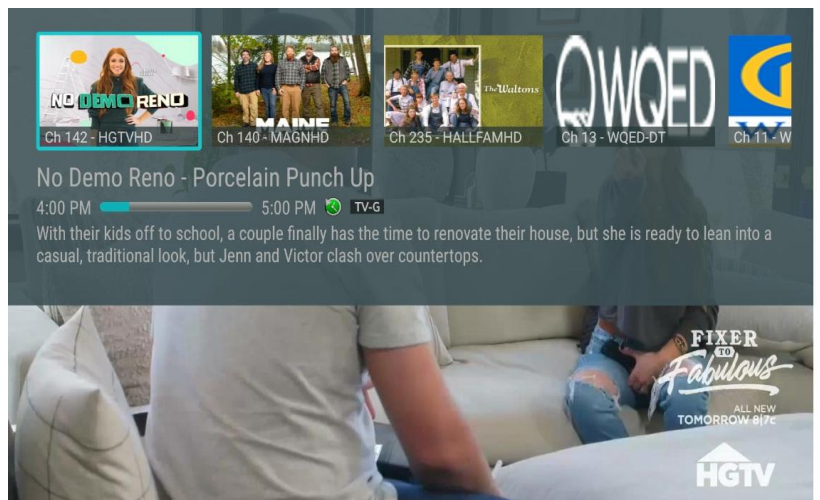 NO DEMO RENO
Ch 142 - HGTVHD
MAINE
Ch 140 - MAGNHD
The Waltons
Ch 235 - HALLFAMHD
WQED
Ch 13 - WQED-DT
Ch 11 - W
No Demo Reno - Porcelain Punch Up
4:00 PM 5:00 PM TV-G
With their kids off to school, a couple finally has the time to renovate their house, but she is ready to lean into a
casual, traditional look, but Jenn and Victor clash over countertops.
FIXER
TO
Fabulous
ALL NEW
TOMORROW 8|7c
HGTV